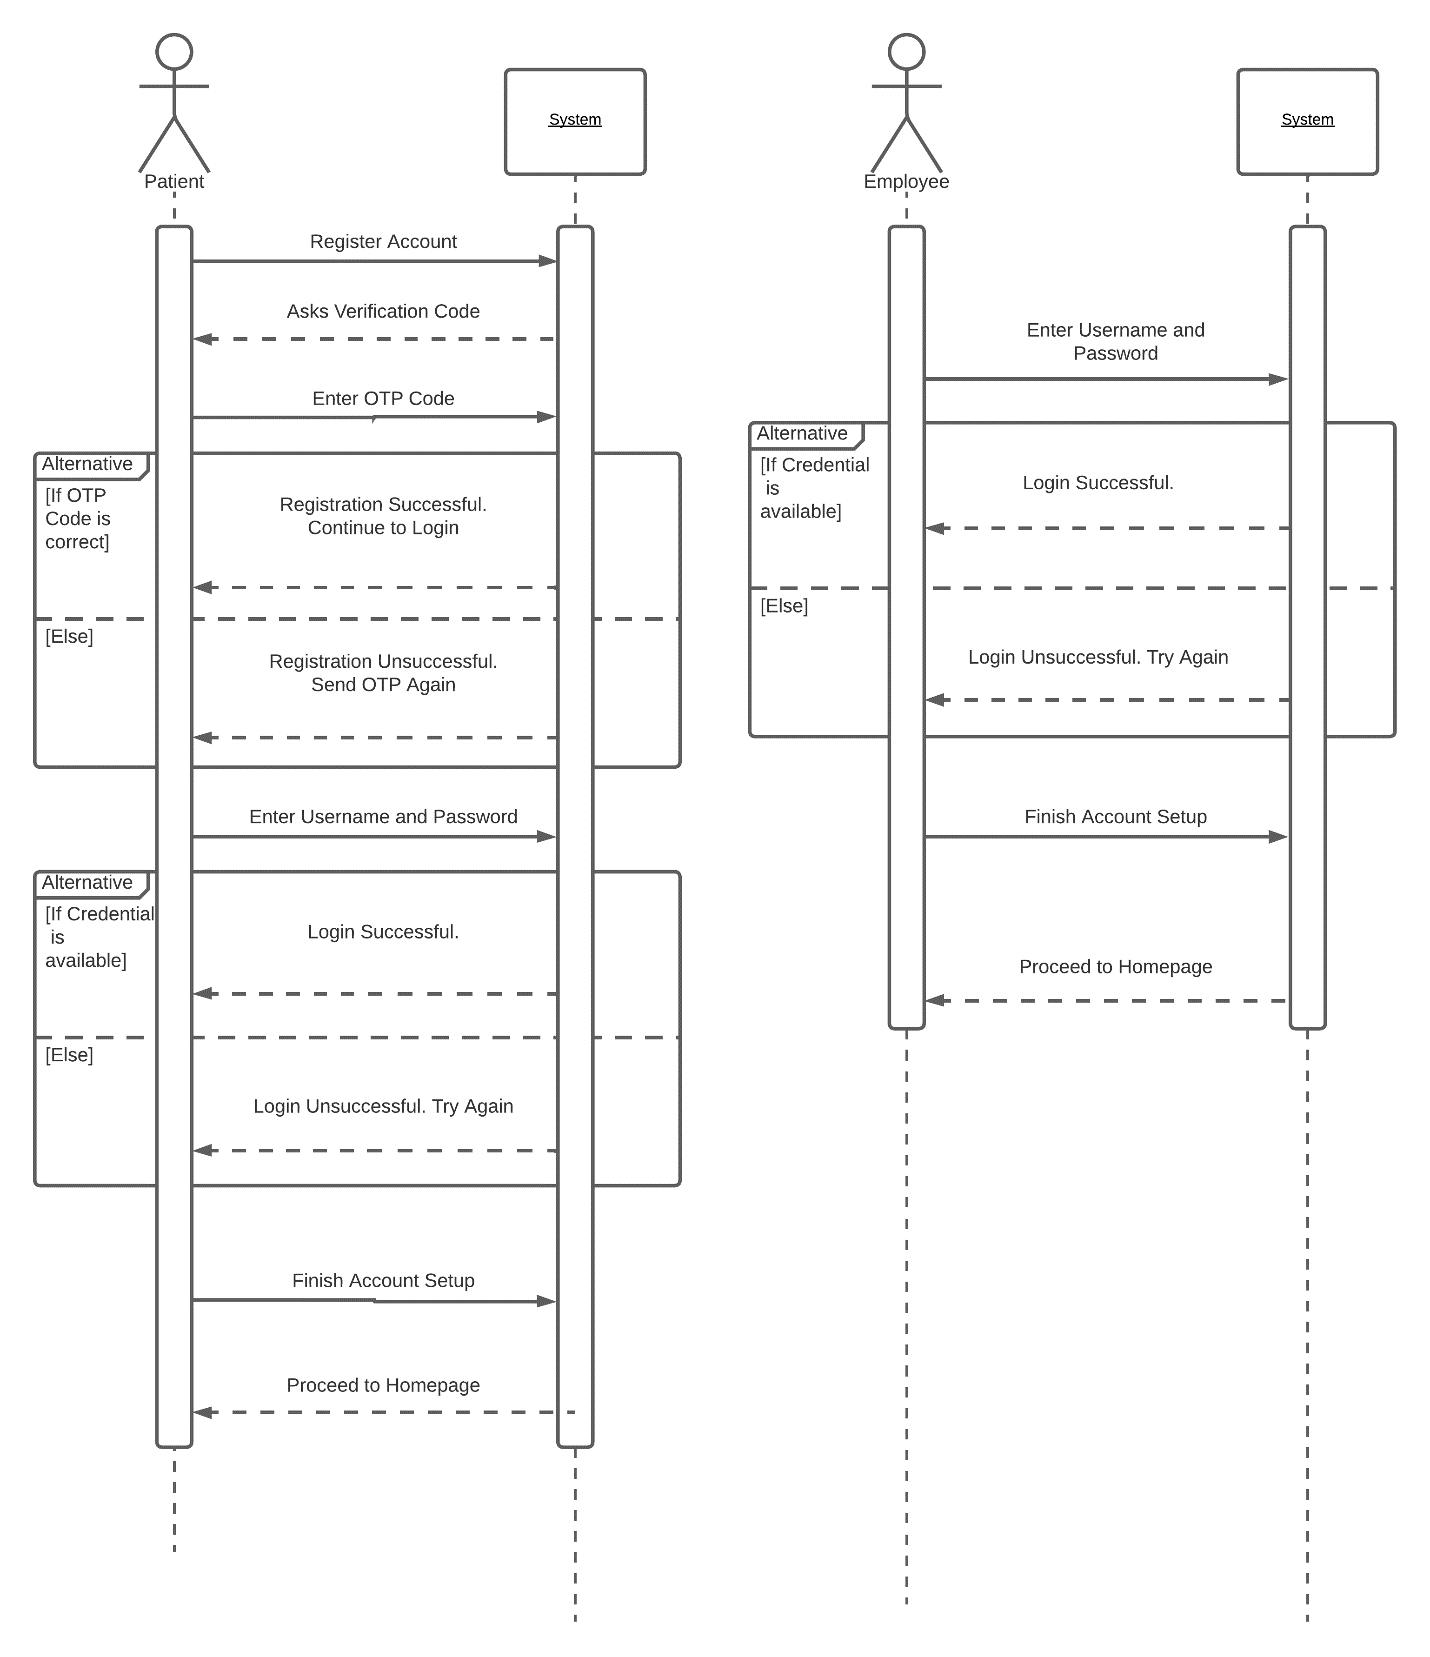 Patient
System
Register Account
Asks Verification Code
Enter OTP Code
Alternative
[If OTP
Code is
correct]
Registration Successful.
Continue to Login
[Else]
Registration Unsuccessful.
Send OTP Again
Enter Username and Password
Alternative
[If Credential
is
available]
Login Successful.
[Else]
Login Unsuccessful. Try Again
Finish Account Setup
Proceed to Homepage
Employee
System
Enter Username and
Password
Alternative
[If Credential
is
available]
Login Successful.
[Else]
Login Unsuccessful. Try Again
Finish Account Setup
Proceed to Homepage